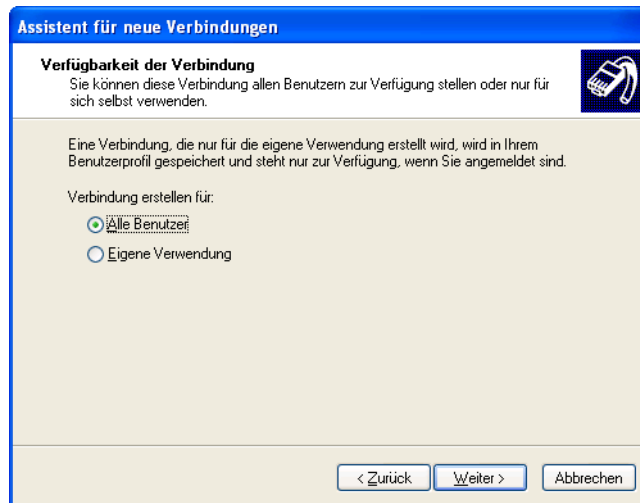 Assistent für neue Verbindungen
Verfügbarkeit der Verbindung
Sie können diese Verbindung allen Benutzern zur Verfügung stellen oder nur für
sich selbst verwenden.
Eine Verbindung, die nur für die eigene Verwendung erstellt wird, wird in Ihrem
Benutzerprofil gespeichert und steht nur zur Verfügung, wenn Sie angemeldet sind.
Verbindung erstellen für:
Alle Benutzer
Eigene Verwendung
< Zurück Weiter > Abbrechen